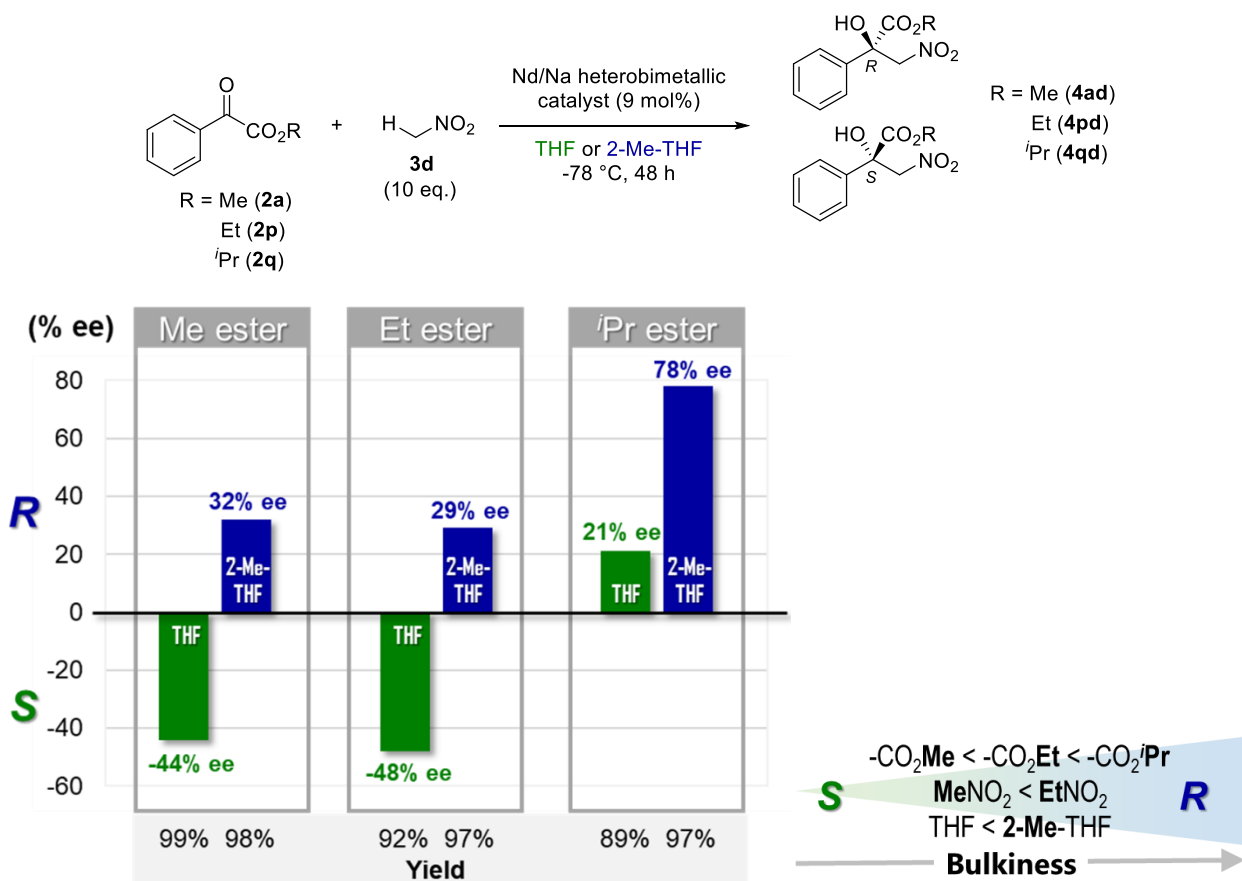 HO CO2R
NO2
R
O
CO2R
+
H NO2
3d
(10 eq.)
Nd/Na heterobimetallic
catalyst (9 mol%)
THF or 2-Me-THF
-78 °C, 48 h
HO CO2R
NO2
S
R = Me (4ad)
Et (4pd)
iPr (4qd)
R = Me (2a)
Et (2p)
iPr (2q)
(% ee) Me ester Et ester iPr ester
80
60
40
20
0
-20
-40
-60
R
S
32% ee
2-Me-
THF
THF
-44% ee
29% ee
2-Me-
THF
THF
-48% ee
21% ee
THF
78% ee
2-Me-
THF
99% 98% 92% 97% 89% 97%
Yield
-CO2Me < -CO2Et < -CO2iPr
S MeNO2 < EtNO2 R
THF < 2-Me-THF
Bulkiness